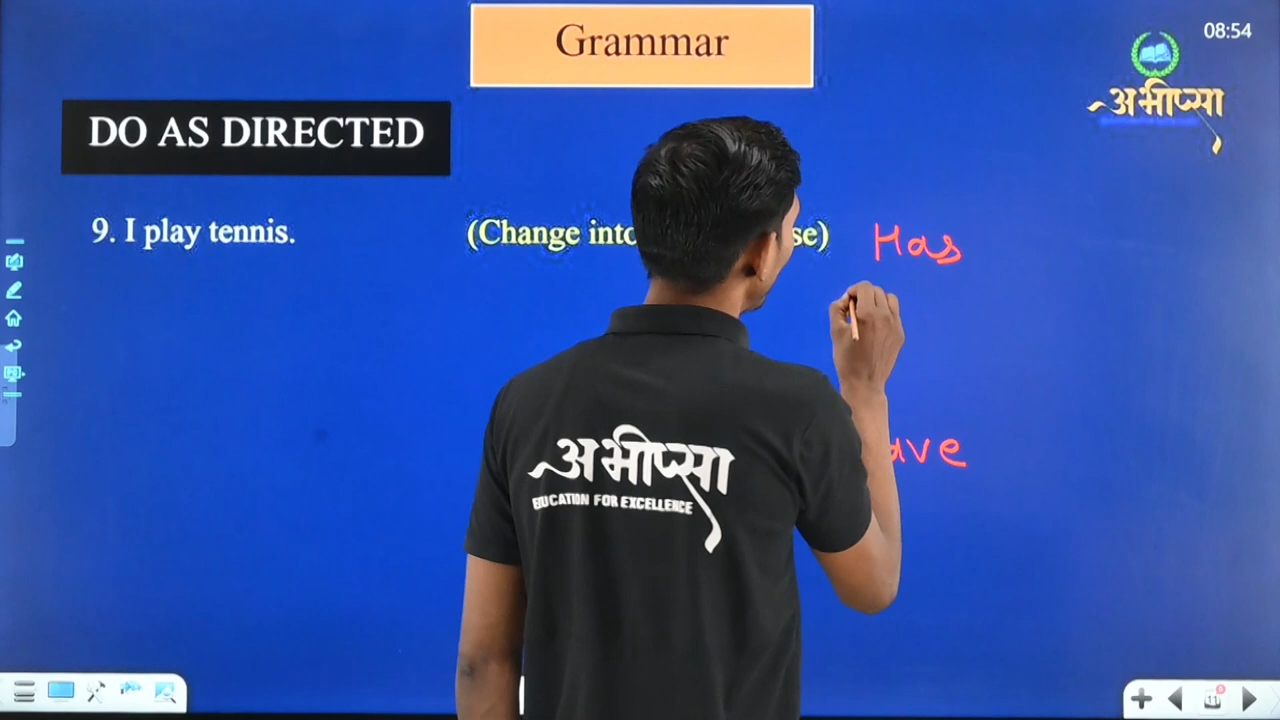 Grammar
08:54
अभीप्सा
DO AS DIRECTED
9. I play tennis. (Change into se) Has
ave
अभीप्सा
EDUCATION FOR EXCELLENCE
11